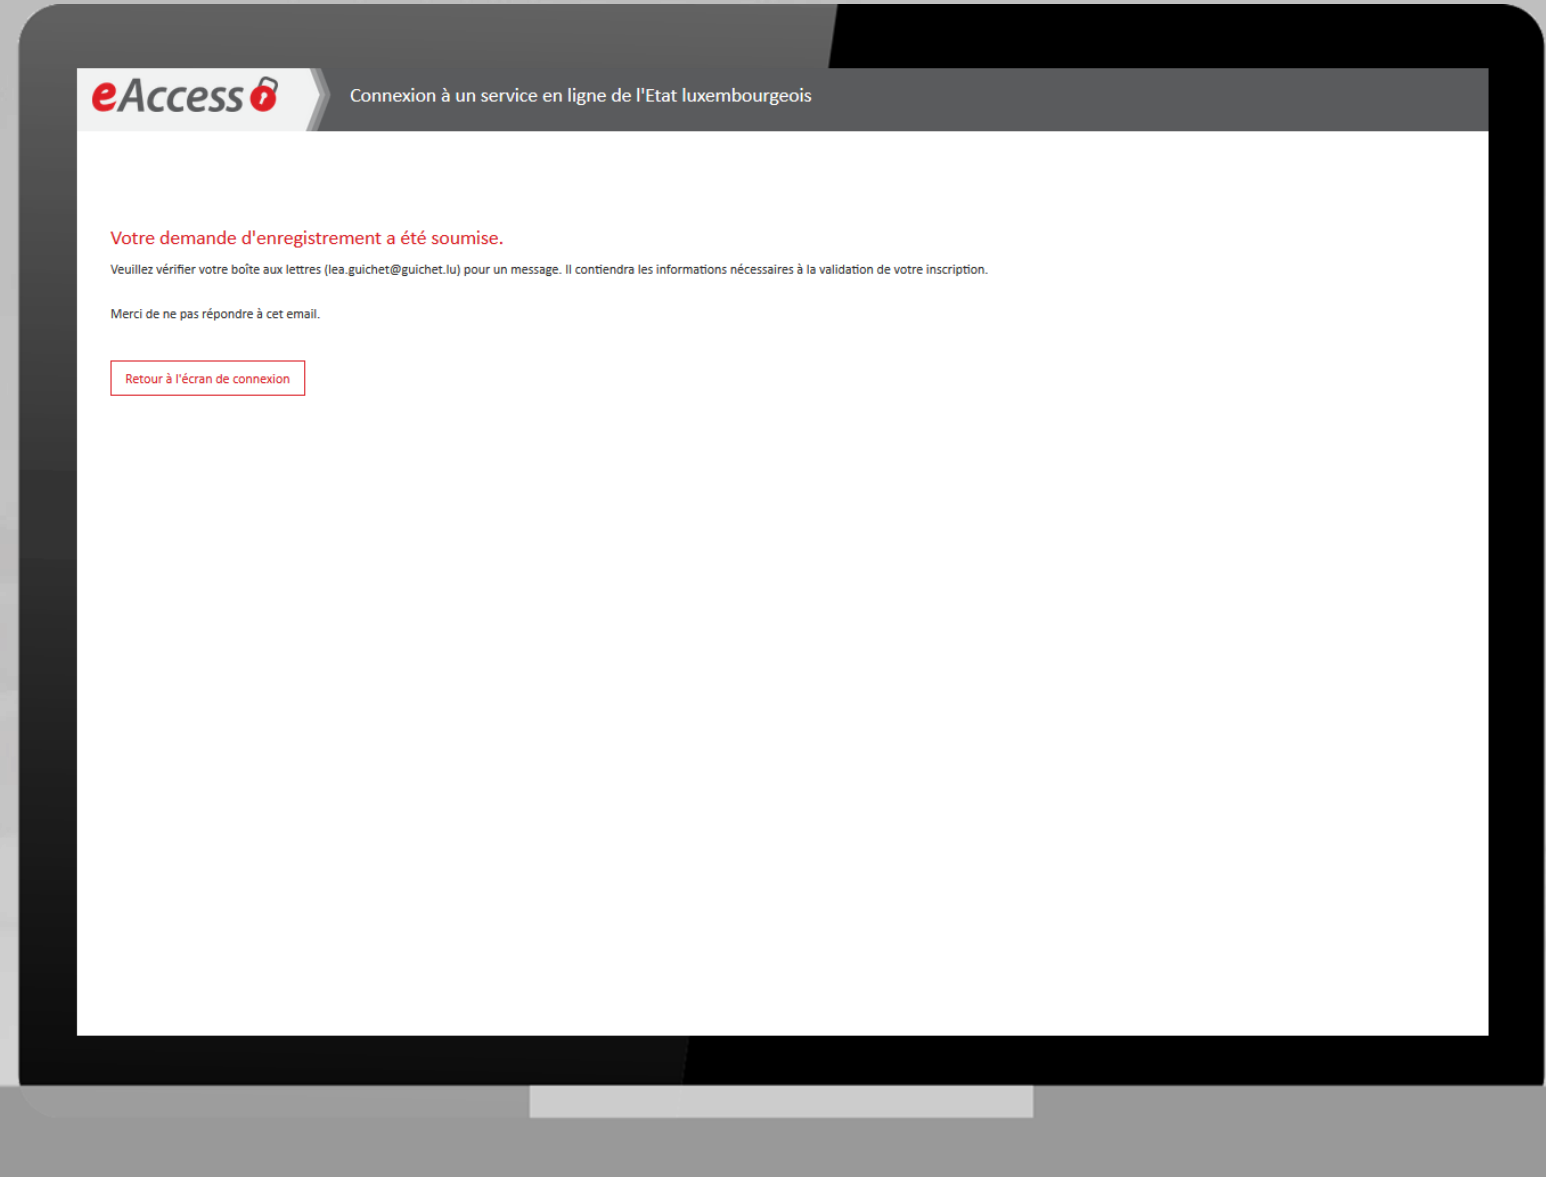 eAccess
Connexion à un service en ligne de l'Etat luxembourgeois
Votre demande d'enregistrement a été soumise.
Veuillez vérifier votre boîte aux lettres (lea.guichet@guichet.lu) pour un message. Il contiendra les informations nécessaires à la validation de votre inscription.
Merci de ne pas répondre à cet email.
Retour à l'écran de connexion